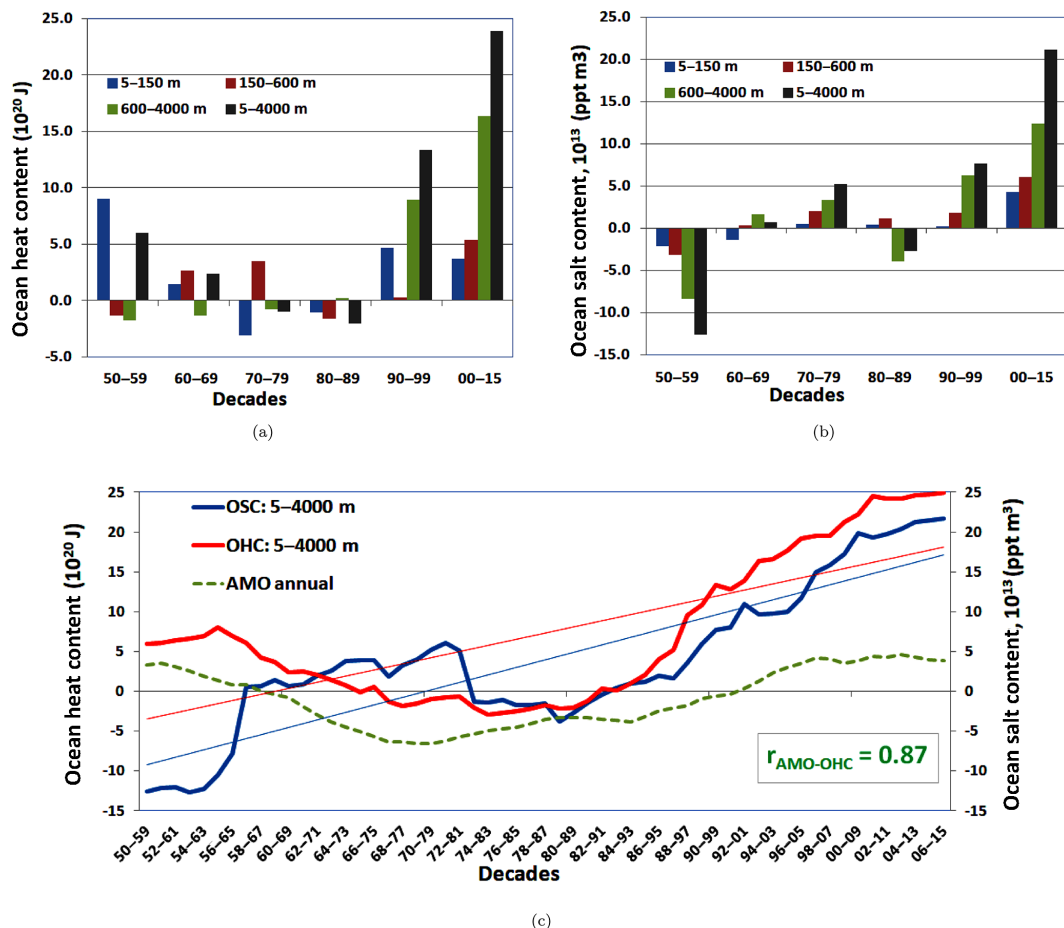 25.0
20.0
15.0
10.0
5.0
0.0
-5.0
Ocean heat content (10²⁰ J)
5–150 m
150–600 m
600–4000 m
5–4000 m
50–59 60–69 70–79 80–89 90–99 00–15
Decades
(a)
25.0
20.0
15.0
10.0
5.0
0.0
-5.0
-10.0
-15.0
Ocean salt content, 10¹³ (ppt m3)
5–150 m
150–600 m
600–4000 m
5–4000 m
50–59 60–69 70–79 80–89 90–99 00–15
Decades
(b)
25
20
15
10
5
0
-5
-10
-15
Ocean heat content (10²⁰ J)
OSC: 5–4000 m
OHC: 5–4000 m
AMO annual
r_AMO-OHC = 0.87
25
20
15
10
5
0
-5
-10
-15
Ocean salt content, 10¹³ (ppt m³)
50–59 52–61 54–63 56–65 58–67 60–69 62–71 64–73 66–75 68–77 70–79 72–81 74–83 76–85 78–87 80–89 82–91 84–93 86–95 88–97 90–99 92–01 94–03 96–05 98–07 00–09 02–11 04–13 06–15
Decades
(c)